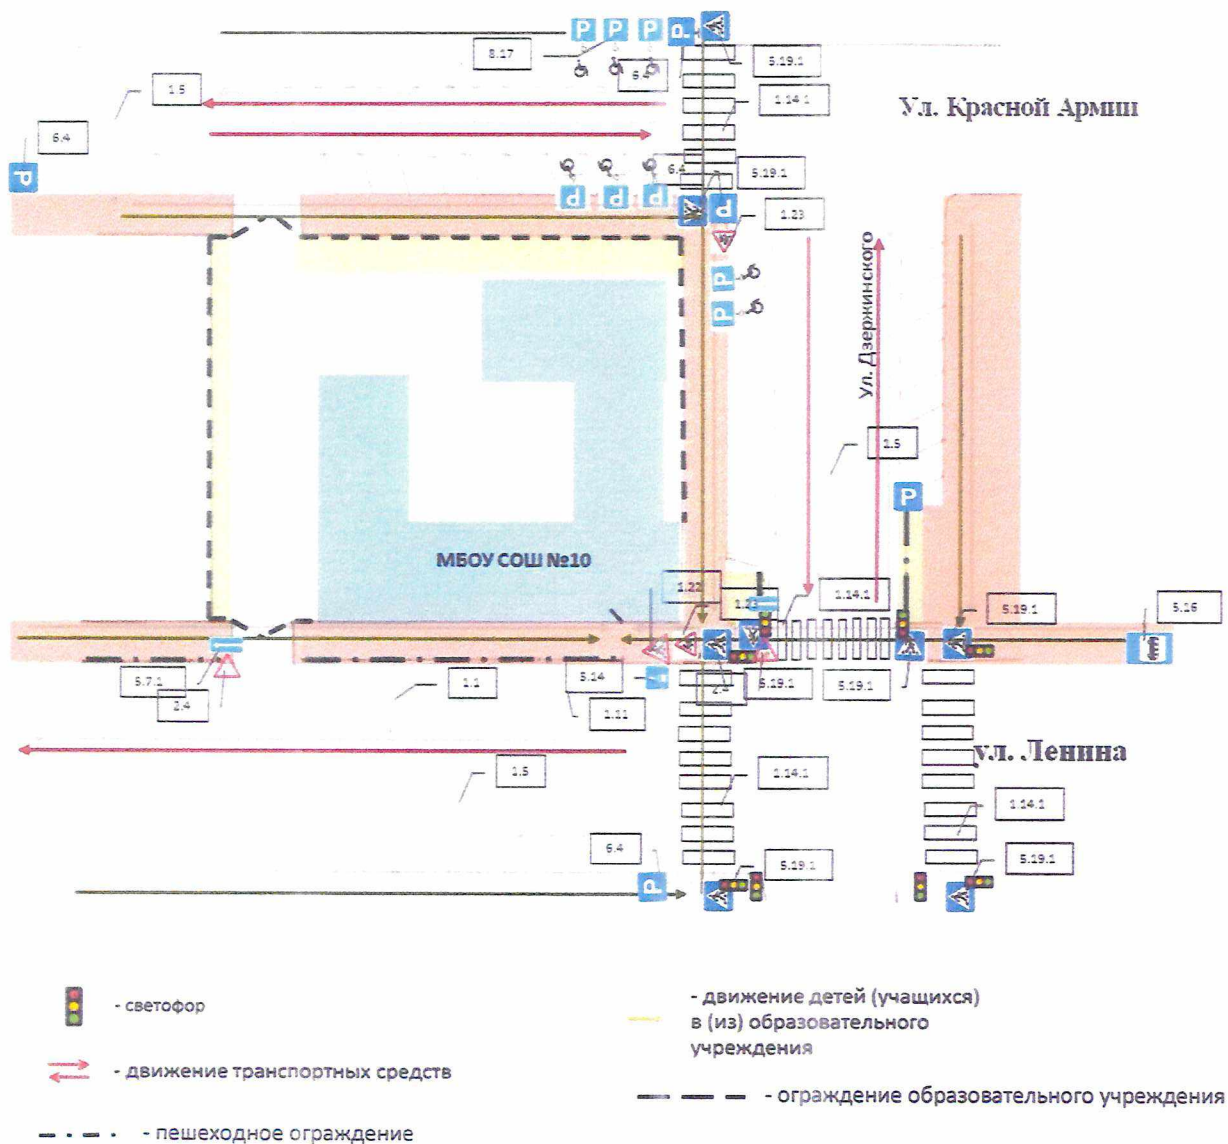 P P P P
8.17
6.4
5.19.1
1.5
1.14.1
Ул. Красной Армии
6.4
P
6.4
5.19.1
P P P P
1.23
P
P
Ул. Дзержинского
1.5
P
МБОУ СОШ №10
1.22
1.23
1.14.1
5.19.1
5.16
5.7.1
2.4
1.1
5.14
1.11
2.4
5.19.1
5.19.1
ул. Ленина
1.5
1.14.1
1.14.1
6.4
P
5.19.1
5.19.1
- светофор
- движение детей (учащихся)
в (из) образовательного
учреждения
- движение транспортных средств
- ограждение образовательного учреждения
- пешеходное ограждение